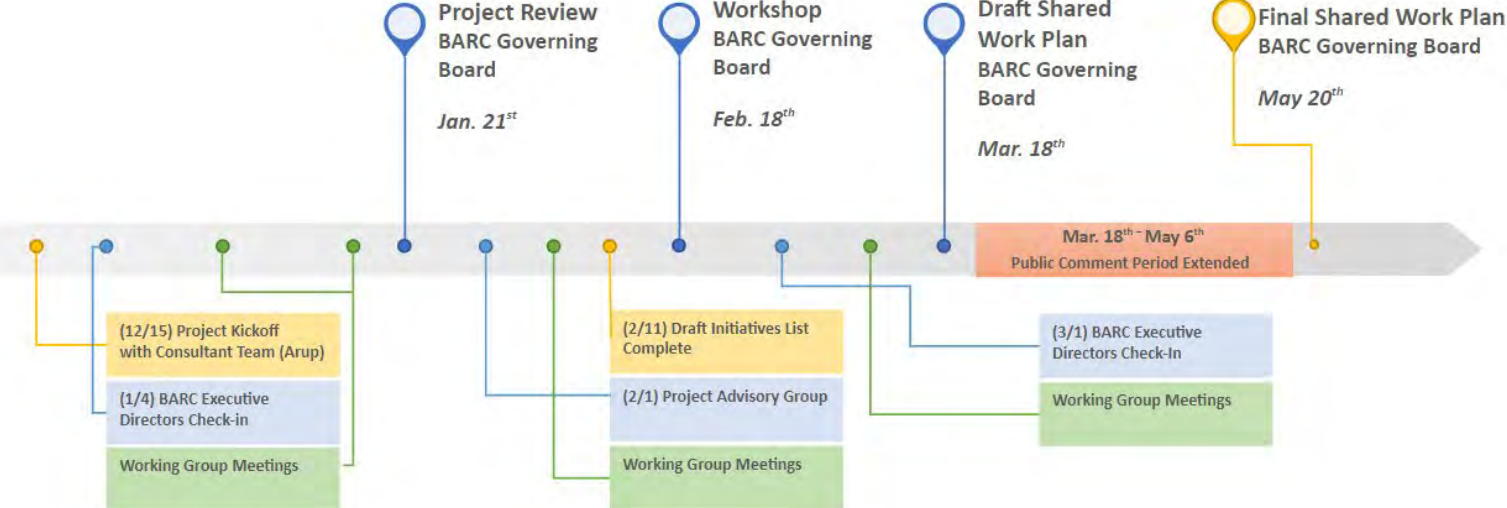 Project Review
BARC Governing
Board
Jan. 21st
Workshop
BARC Governing
Board
Feb. 18th
Draft Shared
Work Plan
BARC Governing
Board
Mar. 18th
Final Shared Work Plan
BARC Governing Board
May 20th
Mar. 18th - May 6th
Public Comment Period Extended
(12/15) Project Kickoff
with Consultant Team (Arup)
(1/4) BARC Executive
Directors Check-in
Working Group Meetings
(2/11) Draft Initiatives List
Complete
(2/1) Project Advisory Group
Working Group Meetings
(3/1) BARC Executive
Directors Check-In
Working Group Meetings